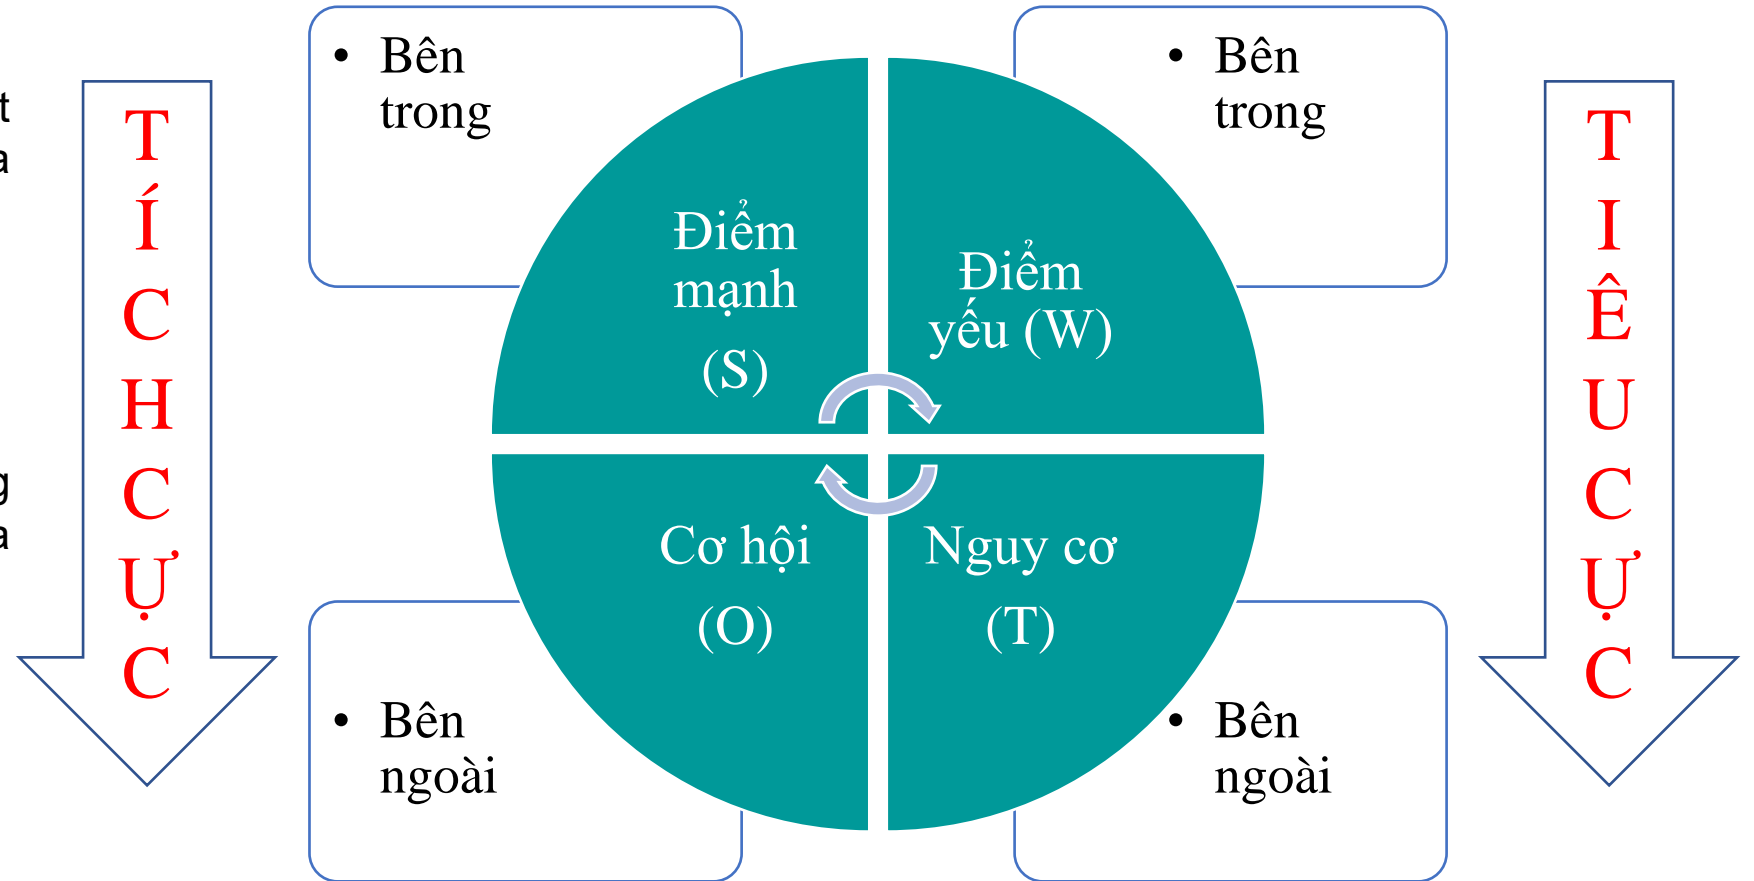 t
a
g
a
T
Í
C
H
C
Ự
C
• Bên
trong
Điểm
mạnh
(S)
• Bên
trong
Điểm
yếu (W)
Cơ hội
(O)
• Bên
ngoài
Nguy cơ
(T)
• Bên
ngoài
T
I
Ê
U
C
Ự
C